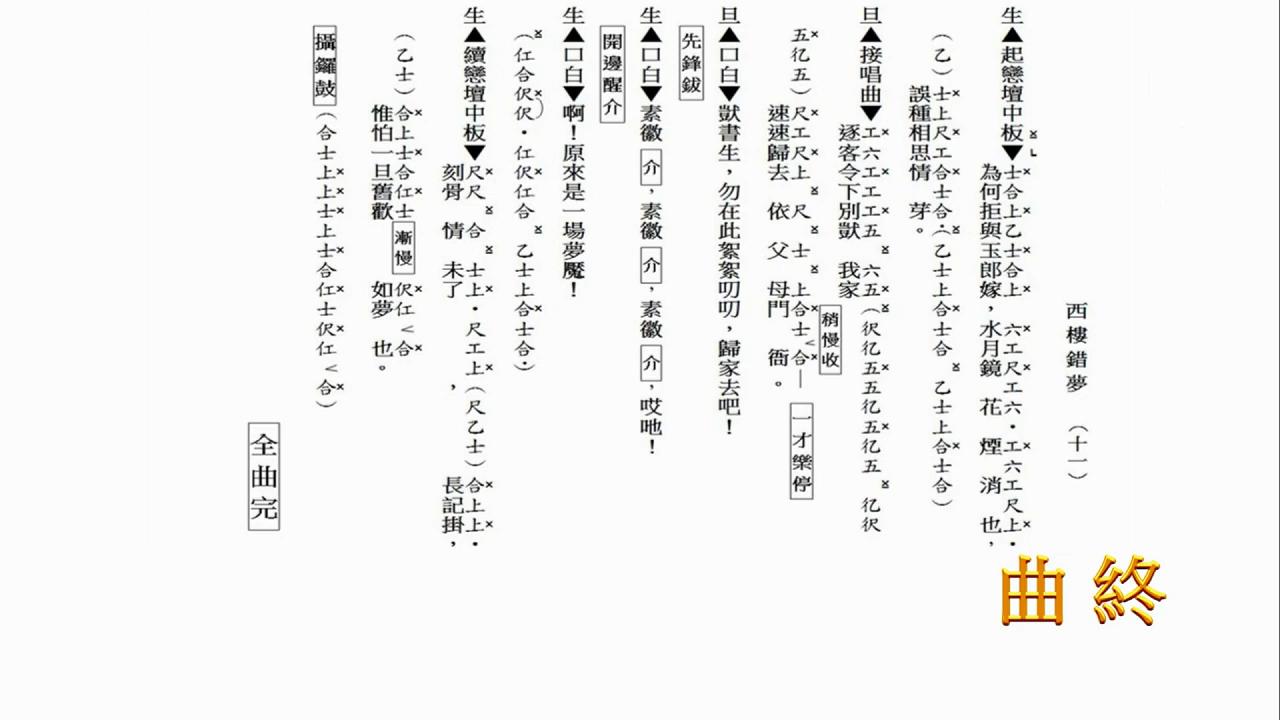 西樓錯夢 （十一）
生▲起戀壇中板▼為何拒與玉郎嫁，水月鏡花煙消也，
士合上乙士合上六工尺工六・工六工尺上・
（乙）士上尺工合士合・（乙士上合士合乙士上合士合）
誤種相思情芽。
旦▲接唱曲▼逐客令下別獃我家
工六工工工五六五（伬亿五五亿五亿五亿伬
稍慢收
五亿五）尺工尺上尺士上合士＜合—
速速歸去依父母門衙。
一才樂停
旦▲口白▼獃書生，勿在此絮絮叨叨，歸家去吧！
先鋒鈸
生▲口白▼素徽介，素徽介，素徽介，哎吔！
開邊醒介
生▲口白▼啊！原來是一場夢魘！
（仜合伬伬）・仜伬仜合乙士上合士合・）
生▲續戀壇中板▼刻骨情未了，長記掛，
尺尺合士上・尺工上（尺乙士）合上上・
（乙士）合上士合仜士漸慢伬仜＜合
惟怕一旦舊歡如夢也。
攝鑼鼓（合士上上士上士合仜士伬仜＜合）
全曲完
曲終